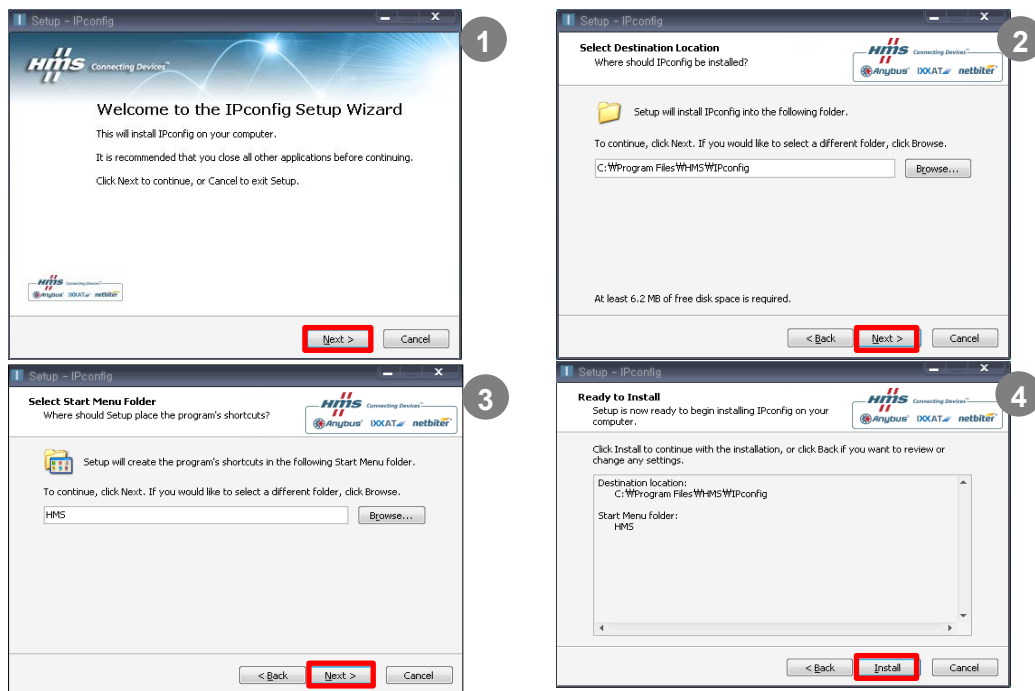 Setup - IPconfig
1
HMS Connecting Devices™
Welcome to the IPconfig Setup Wizard
This will install IPconfig on your computer.
It is recommended that you close all other applications before continuing.
Click Next to continue, or Cancel to exit Setup.
HMS Connecting Devices™
Anybus® IXXAT netbiter®
Next >
Cancel
Setup - IPconfig
2
Select Destination Location
Where should IPconfig be installed?
HMS Connecting Devices™
Anybus® IXXAT netbiter®
Setup will install IPconfig into the following folder.
To continue, click Next. If you would like to select a different folder, click Browse.
C:₩Program Files₩HMS₩IPconfig
Browse...
At least 6.2 MB of free disk space is required.
< Back
Next >
Cancel
Setup - IPconfig
3
Select Start Menu Folder
Where should Setup place the program's shortcuts?
HMS Connecting Devices™
Anybus® IXXAT netbiter®
Setup will create the program's shortcuts in the following Start Menu folder.
To continue, click Next. If you would like to select a different folder, click Browse.
HMS
Browse...
< Back
Next >
Cancel
Setup - IPconfig
4
Ready to Install
Setup is now ready to begin installing IPconfig on your
computer.
HMS Connecting Devices™
Anybus® IXXAT netbiter®
Click Install to continue with the installation, or click Back if you want to review or
change any settings.
Destination location:
C:₩Program Files₩HMS₩IPconfig
Start Menu folder:
HMS
< Back
Install
Cancel